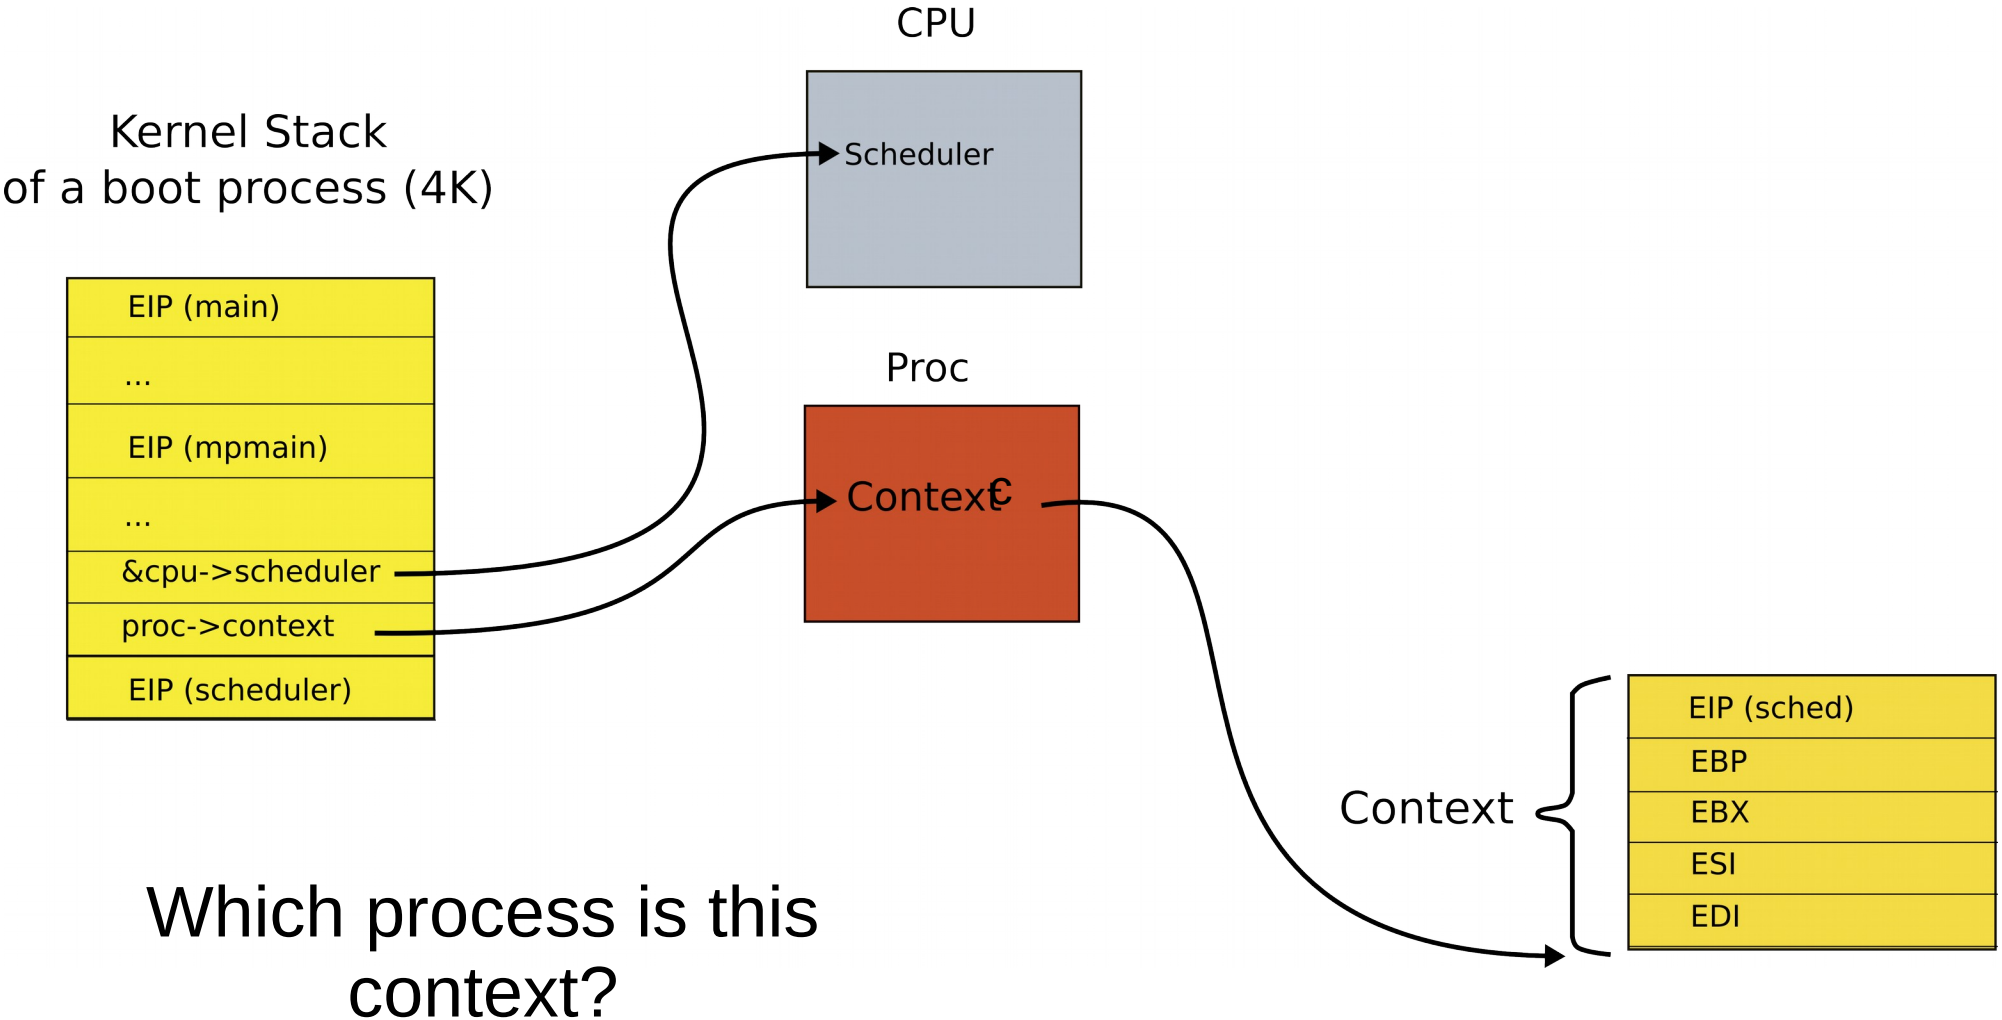 CPU
Scheduler
Kernel Stack
of a boot process (4K)
EIP (main)
...
EIP (mpmain)
...
&cpu->scheduler
proc->context
EIP (scheduler)
Proc
Context
Context
EIP (sched)
EBP
EBX
ESI
EDI
Which process is this
context?